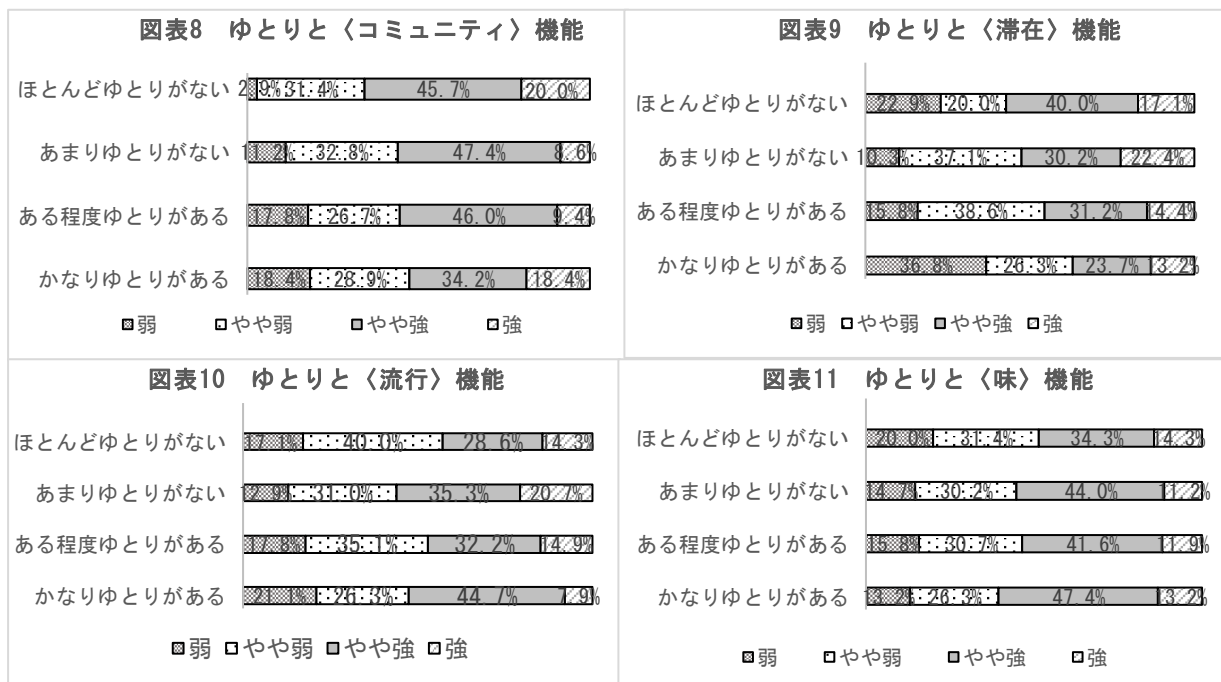 図表8 ゆとりと〈コミュニティ〉機能
ほとんどゆとりがない 2.9% 31.4% 45.7% 20.0%
あまりゆとりがない 11.2% 32.8% 47.4% 8.6%
ある程度ゆとりがある 17.8% 26.7% 46.0% 9.4%
かなりゆとりがある 18.4% 28.9% 34.2% 18.4%
弱 やや弱 やや強 強
図表9 ゆとりと〈滞在〉機能
ほとんどゆとりがない 22.9% 20.0% 40.0% 17.1%
あまりゆとりがない 10.3% 37.1% 30.2% 22.4%
ある程度ゆとりがある 15.8% 38.6% 31.2% 14.4%
かなりゆとりがある 36.8% 26.3% 23.7% 13.2%
弱 やや弱 やや強 強
図表10 ゆとりと〈流行〉機能
ほとんどゆとりがない 17.1% 40.0% 28.6% 14.3%
あまりゆとりがない 12.9% 31.0% 35.3% 20.7%
ある程度ゆとりがある 17.8% 35.1% 32.2% 14.9%
かなりゆとりがある 21.1% 26.3% 44.7% 7.9%
弱 やや弱 やや強 強
図表11 ゆとりと〈味〉機能
ほとんどゆとりがない 20.0% 31.4% 34.3% 14.3%
あまりゆとりがない 14.7% 30.2% 44.0% 11.2%
ある程度ゆとりがある 15.8% 30.7% 41.6% 11.9%
かなりゆとりがある 13.2% 26.3% 47.4% 13.2%
弱 やや弱 やや強 強